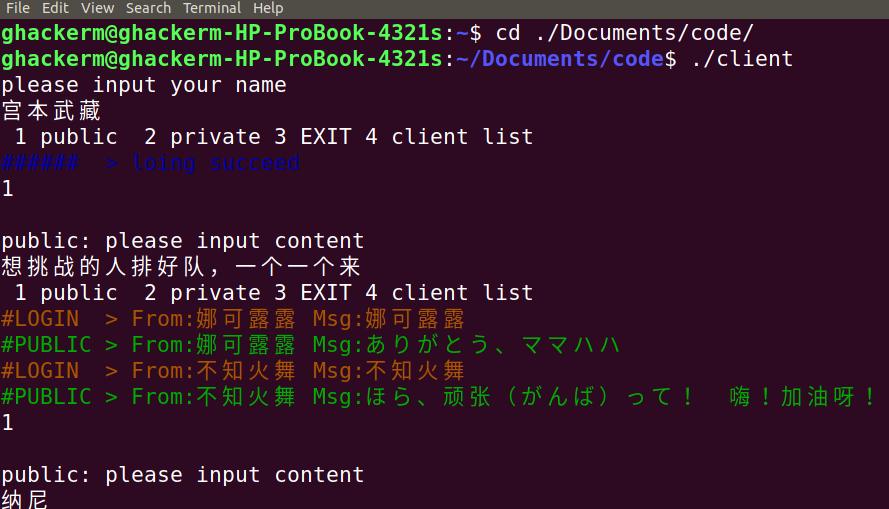 File Edit View Search Terminal Help
ghackerm@ghackerm-HP-ProBook-4321s:~$ cd ./Documents/code/
ghackerm@ghackerm-HP-ProBook-4321s:~/Documents/code$ ./client
please input your name
宫本武藏
 1 public  2 private 3 EXIT 4 client list
######  > loing succeed
1
public: please input content
想挑战的人排好队，一个一个来
 1 public  2 private 3 EXIT 4 client list
#LOGIN  > From:娜可露露 Msg:娜可露露
#PUBLIC > From:娜可露露 Msg:ありがとう、ママハハ
#LOGIN  > From:不知火舞 Msg:不知火舞
#PUBLIC > From:不知火舞 Msg:ほら、顽张（がんば）って！　嗨！加油呀！
1
public: please input content
纳尼